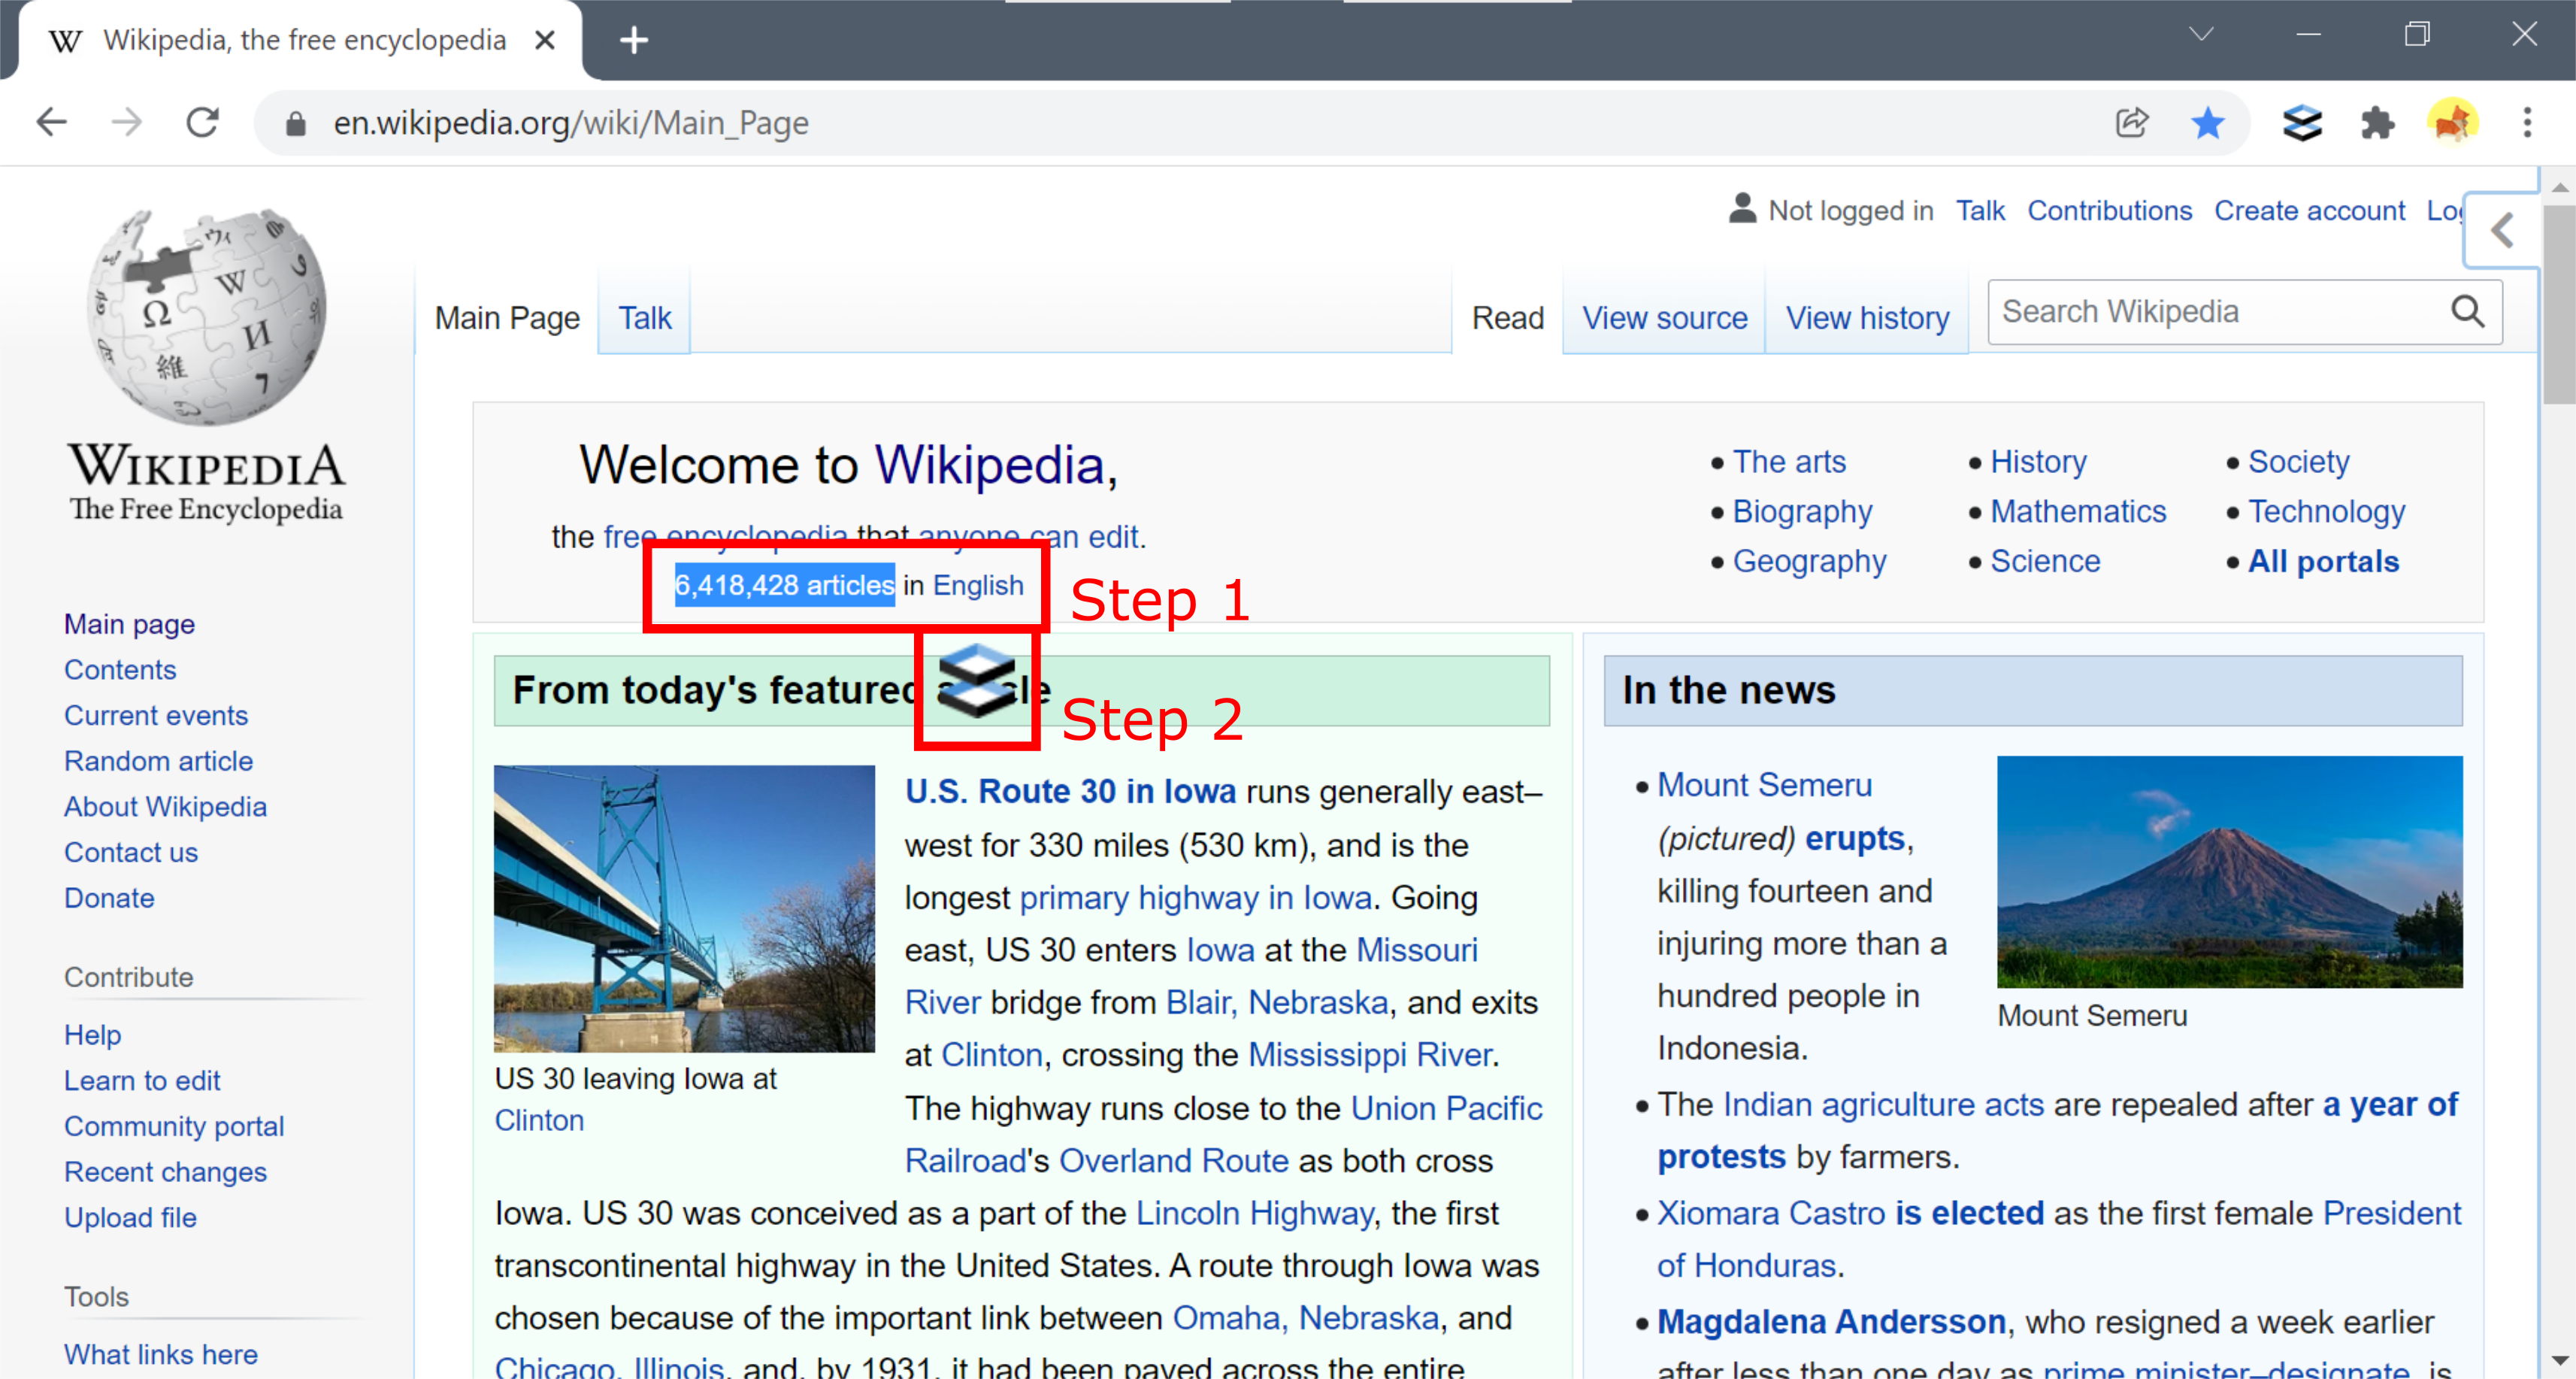 Wikipedia, the free encyclopedia
en.wikipedia.org/wiki/Main_Page
Not logged in Talk Contributions Create account
Main Page Talk Read View source View history Search Wikipedia
WIKIPEDIA
The Free Encyclopedia
Main page
Contents
Current events
Random article
About Wikipedia
Contact us
Donate
Contribute
Help
Learn to edit
Community portal
Recent changes
Upload file
Tools
What links here
Welcome to Wikipedia,
the free encyclopedia that anyone can edit.
6,418,428 articles in English
Step 1
• The arts
• Biography
• Geography
• History
• Mathematics
• Science
• Society
• Technology
• All portals
From today's featured
Step 2
U.S. Route 30 in Iowa runs generally east–
west for 330 miles (530 km), and is the
longest primary highway in Iowa. Going
east, US 30 enters Iowa at the Missouri
River bridge from Blair, Nebraska, and exits
at Clinton, crossing the Mississippi River.
The highway runs close to the Union Pacific
Railroad's Overland Route as both cross
US 30 leaving Iowa at
Clinton
Iowa. US 30 was conceived as a part of the Lincoln Highway, the first
transcontinental highway in the United States. A route through Iowa was
chosen because of the important link between Omaha, Nebraska, and
Chicago, Illinois, and, by 1931, it had been paved across the entire
In the news
• Mount Semeru
(pictured) erupts,
killing fourteen and
injuring more than a
hundred people in
Indonesia.
Mount Semeru
• The Indian agriculture acts are repealed after a year of
protests by farmers.
• Xiomara Castro is elected as the first female President
of Honduras.
• Magdalena Andersson, who resigned a week earlier
after less than one day as prime minister–designate, is